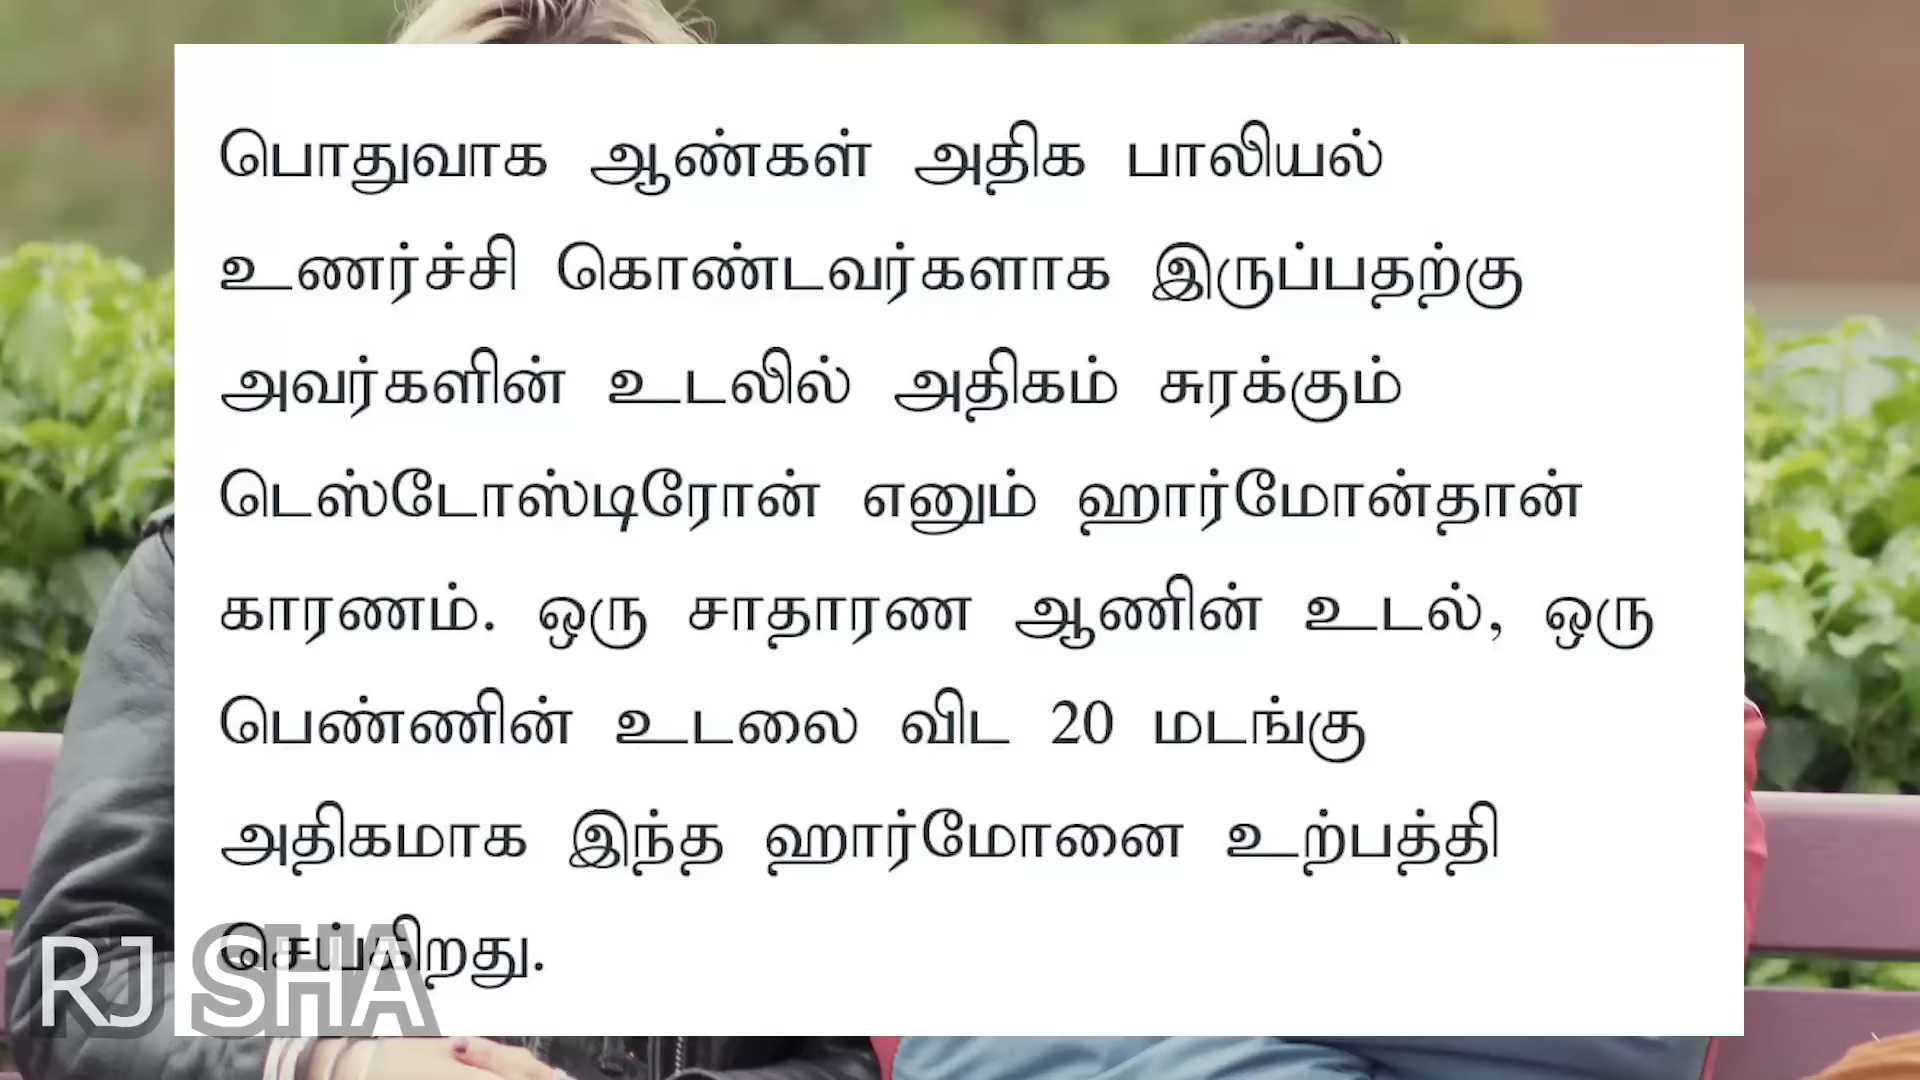 பொதுவாக ஆண்கள் அதிக பாலியல்
உணர்ச்சி கொண்டவர்களாக இருப்பதற்கு
அவர்களின் உடலில் அதிகம் சுரக்கும்
டெஸ்டோஸ்டிரோன் எனும் ஹார்மோன்தான்
காரணம். ஒரு சாதாரண ஆணின் உடல், ஒரு
பெண்ணின் உடலை விட 20 மடங்கு
அதிகமாக இந்த ஹார்மோனை உற்பத்தி
செய்கிறது.
RJ SHA